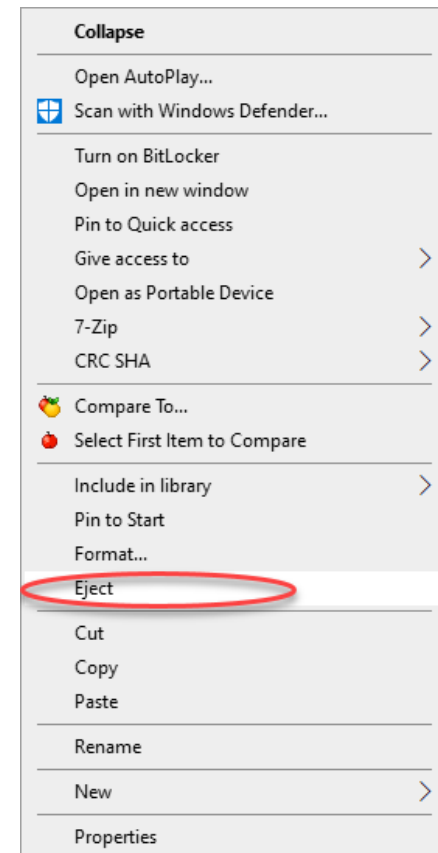 Collapse
Open AutoPlay...
Scan with Windows Defender...
Turn on BitLocker
Open in new window
Pin to Quick access
Give access to
Open as Portable Device
7-Zip
CRC SHA
Compare To...
Select First Item to Compare
Include in library
Pin to Start
Format...
Eject
Cut
Copy
Paste
Rename
New
Properties